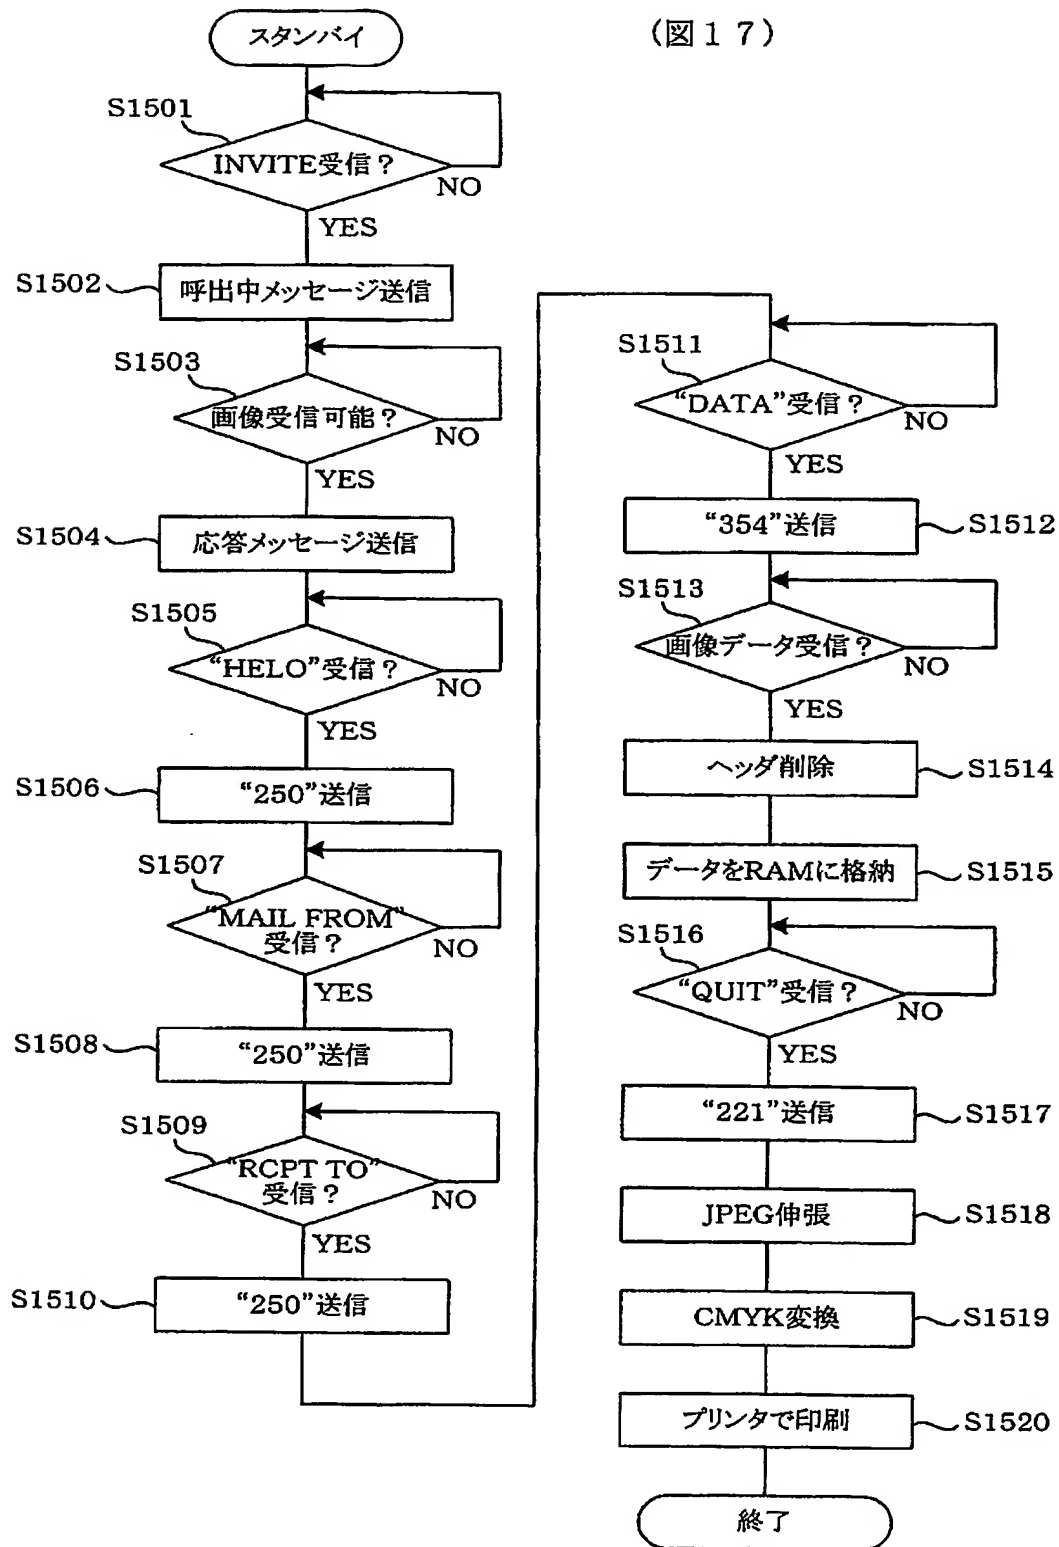 (図17)
スタンバイ
S1501
INVITE受信?
NO
YES
S1502
呼出中メッセージ送信
S1503
画像受信可能?
NO
YES
S1504
応答メッセージ送信
S1505
“HELO”受信?
NO
YES
S1506
“250”送信
S1507
“MAIL FROM”
受信?
NO
YES
S1508
“250”送信
S1509
“RCPT TO”
受信?
NO
YES
S1510
“250”送信
S1511
“DATA”受信?
NO
YES
“354”送信
S1512
S1513
画像データ受信?
NO
YES
ヘッダ削除
S1514
データをRAMに格納
S1515
S1516
“QUIT”受信?
NO
YES
“221”送信
S1517
JPEG伸張
S1518
CMYK変換
S1519
プリンタで印刷
S1520
終了